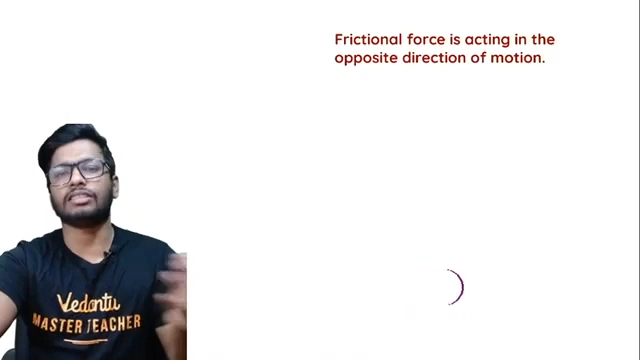 Frictional force is acting in the
opposite direction of motion.
Vedantu
MASTER TEACHER